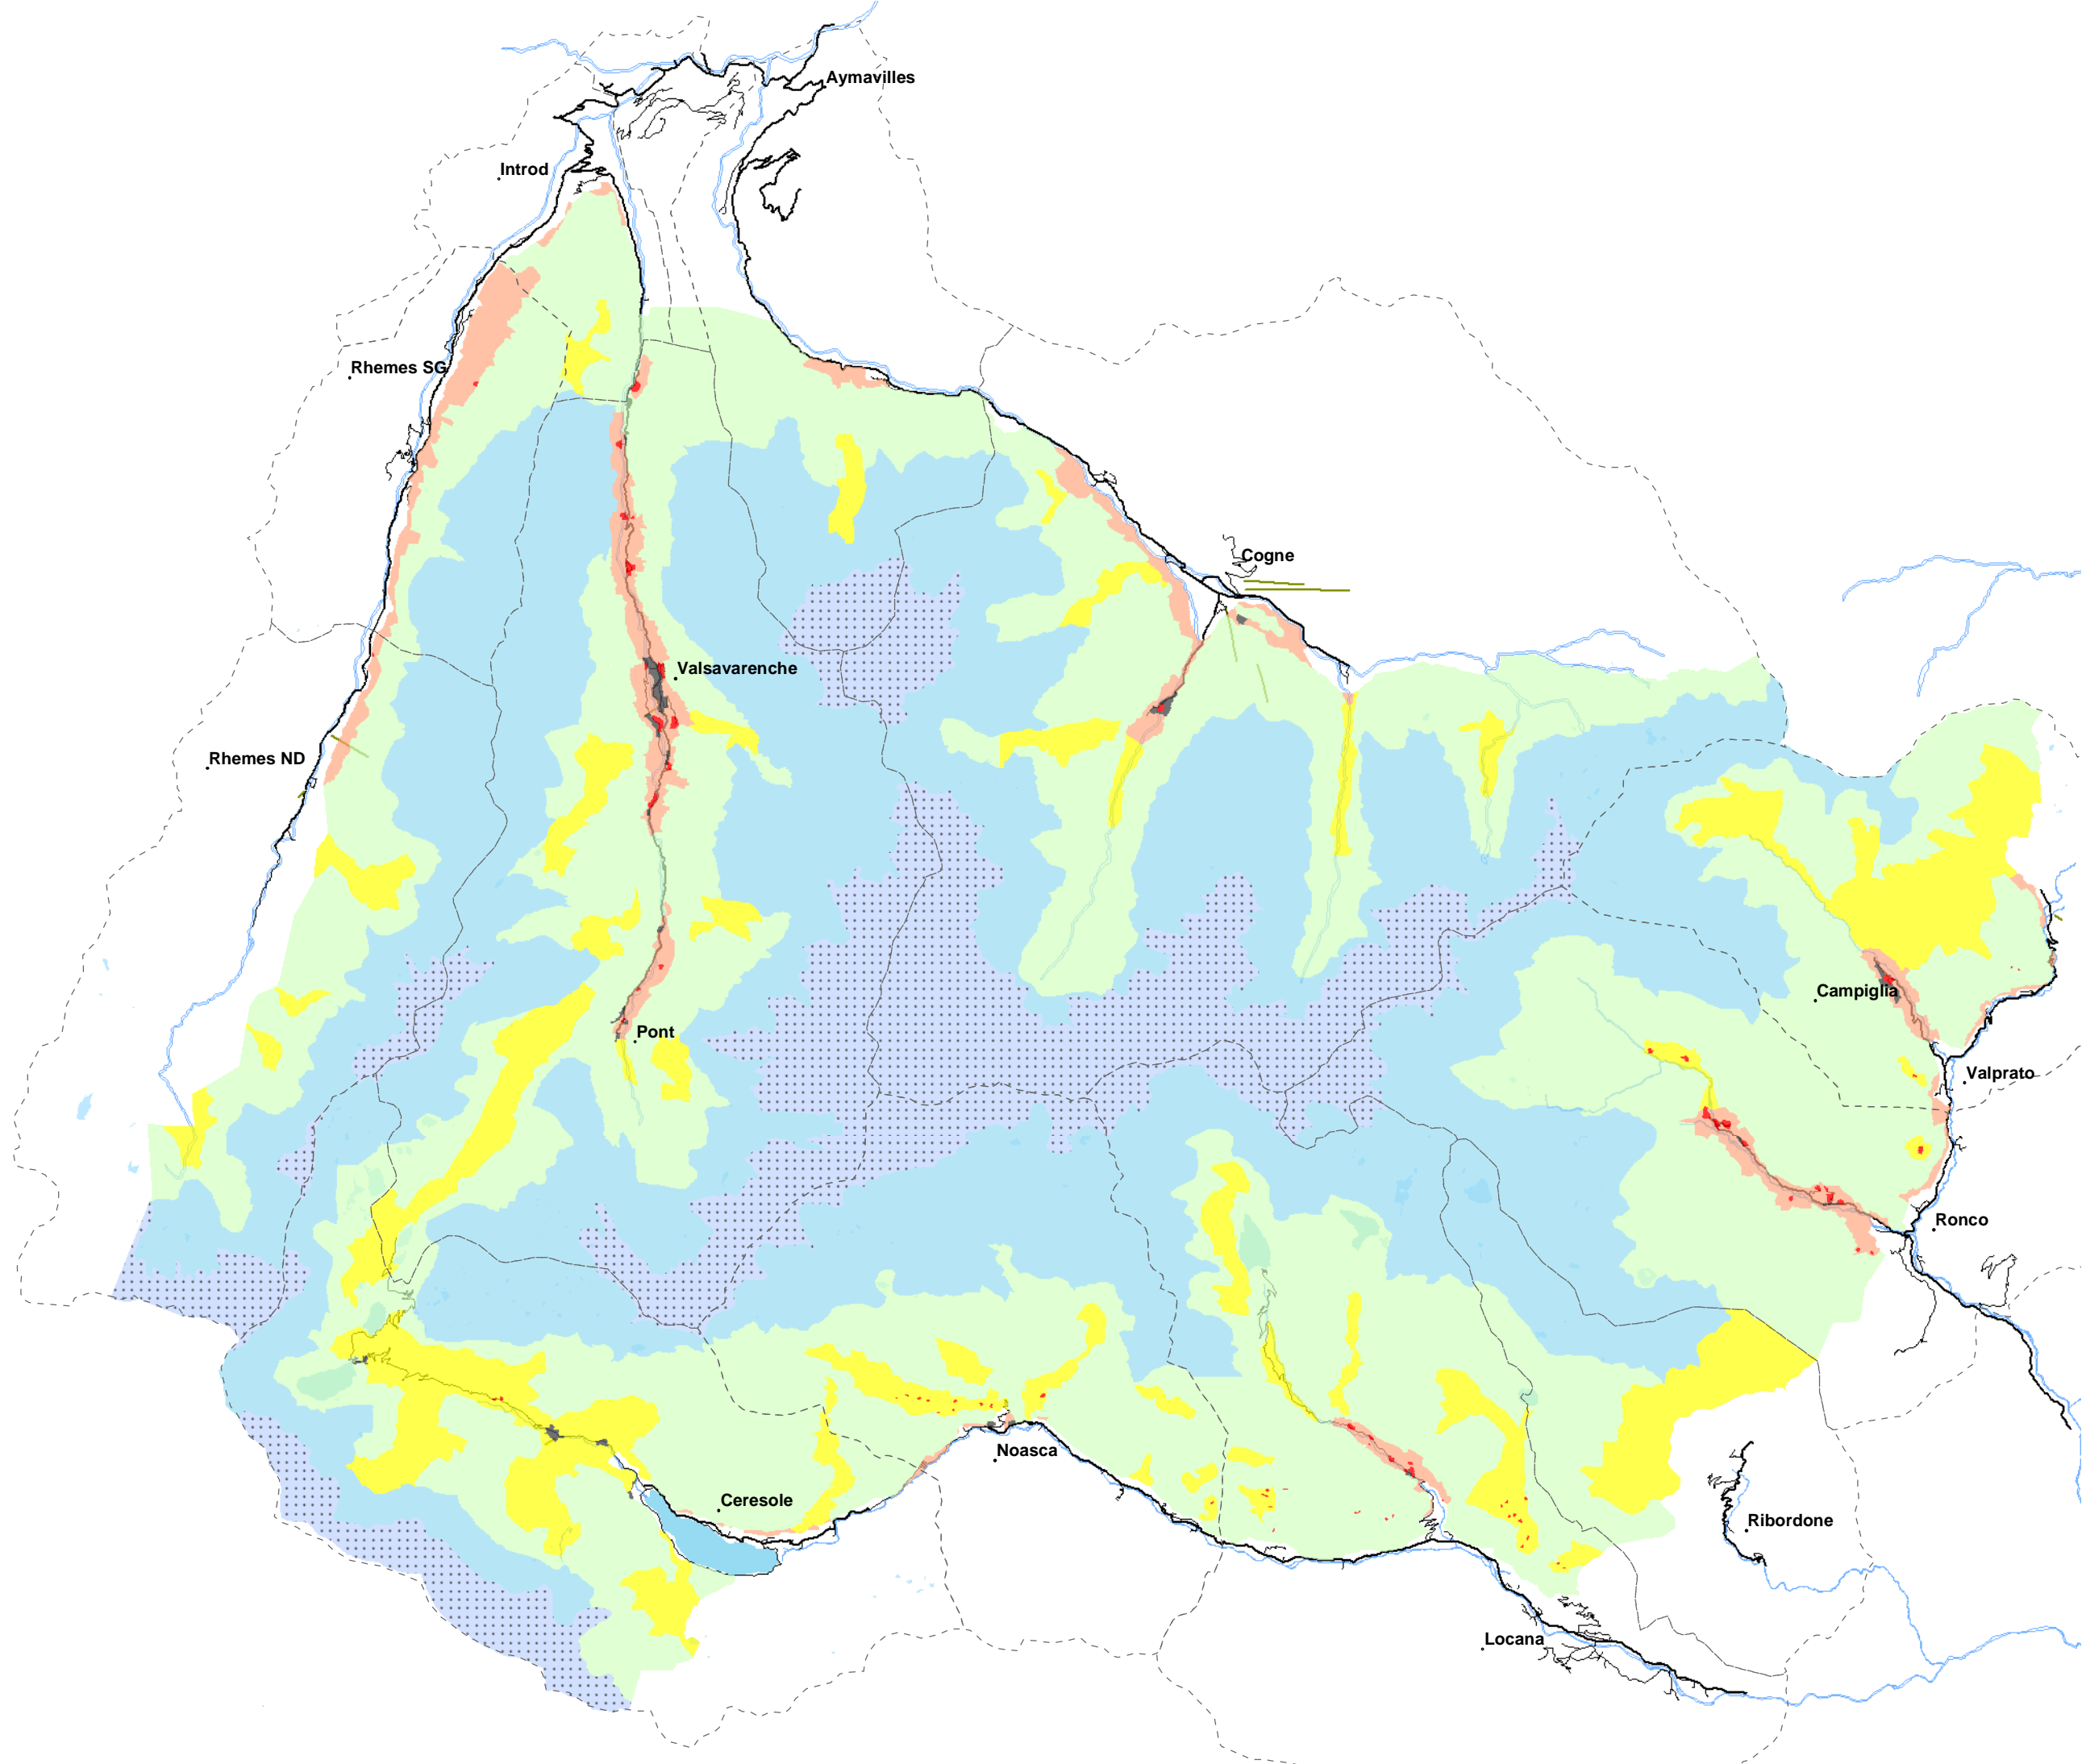 Aymavilles
Introd
Rhemes SG
Cogne
Valsavarenche
Rhemes ND
Campiglia
Pont
Valprato
Ronco
Noasca
Ceresole
Ribordone
Locana